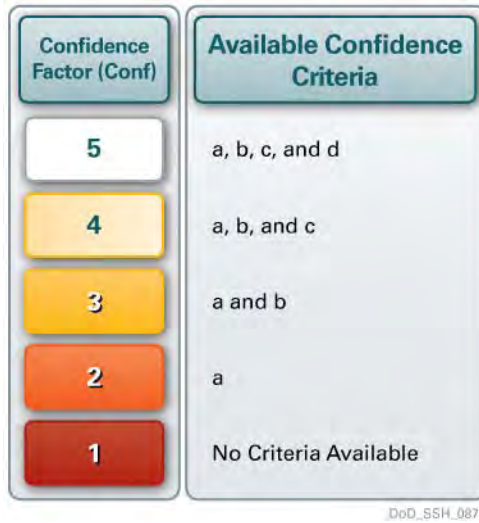 Confidence
Factor (Conf)
Available Confidence
Criteria
5
a, b, c, and d
4
a, b, and c
3
a and b
2
a
1
No Criteria Available
DoD_SSH_087